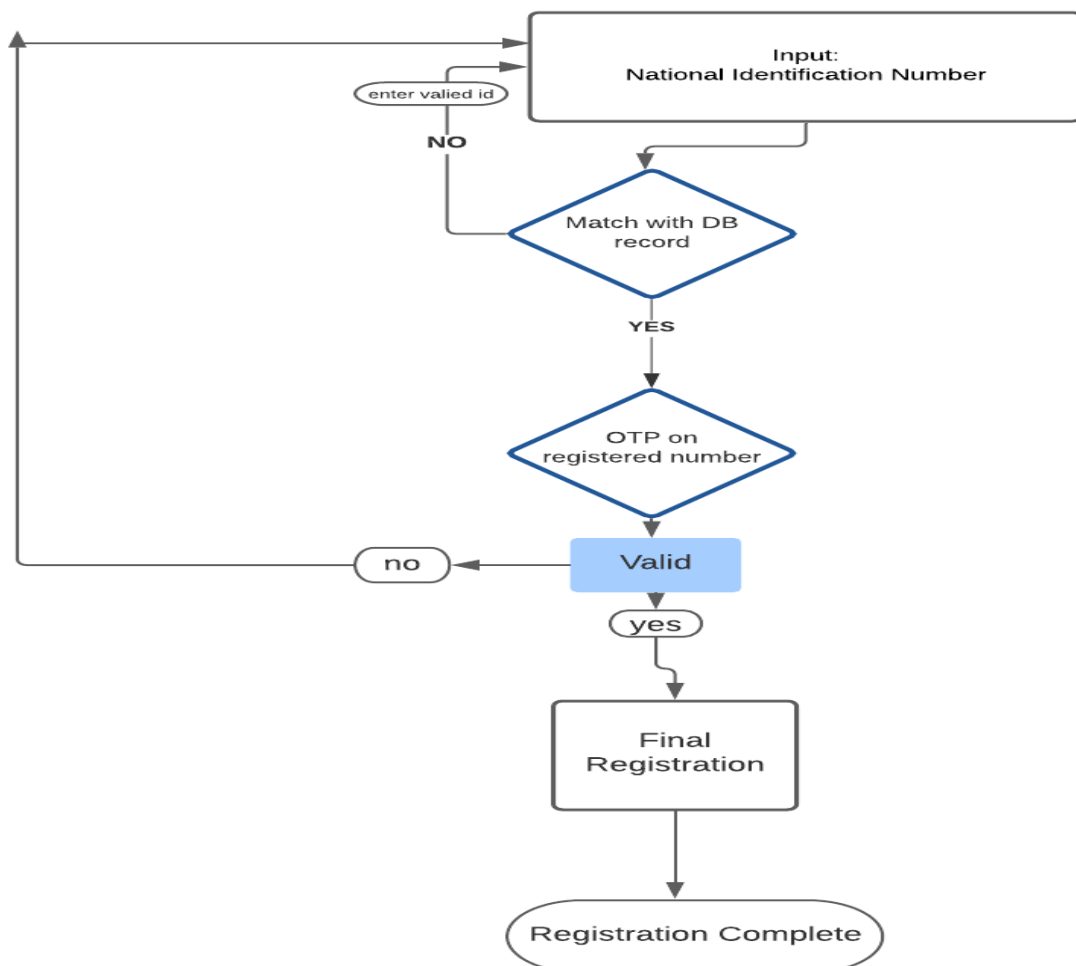 Input:
National Identification Number
enter valied id
NO
Match with DB
record
YES
OTP on
registered number
no
Valid
yes
Final
Registration
Registration Complete